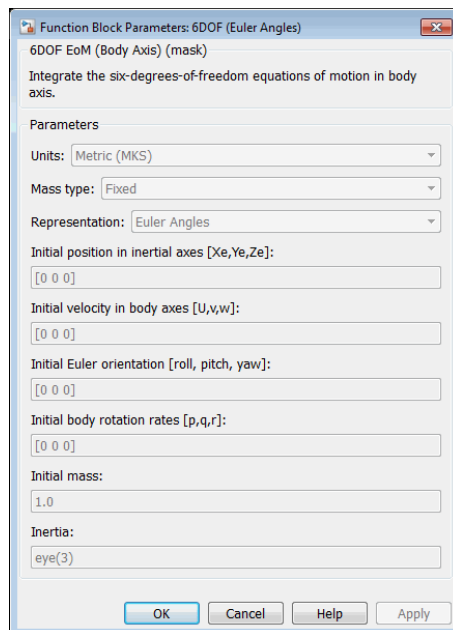 Function Block Parameters: 6DOF (Euler Angles)
6DOF EoM (Body Axis) (mask)
Integrate the six-degrees-of-freedom equations of motion in body
axis.
Parameters
Units: Metric (MKS)
Mass type: Fixed
Representation: Euler Angles
Initial position in inertial axes [Xe,Ye,Ze]:
[0 0 0]
Initial velocity in body axes [U,v,w]:
[0 0 0]
Initial Euler orientation [roll, pitch, yaw]:
[0 0 0]
Initial body rotation rates [p,q,r]:
[0 0 0]
Initial mass:
1.0
Inertia:
eye(3)
OK Cancel Help Apply